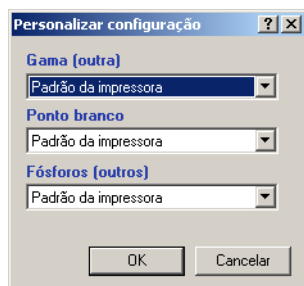 Personalizar configuração
Gama (outra)
Padrão da impressora
Ponto branco
Padrão da impressora
Fósforos (outros)
Padrão da impressora
OK Cancelar